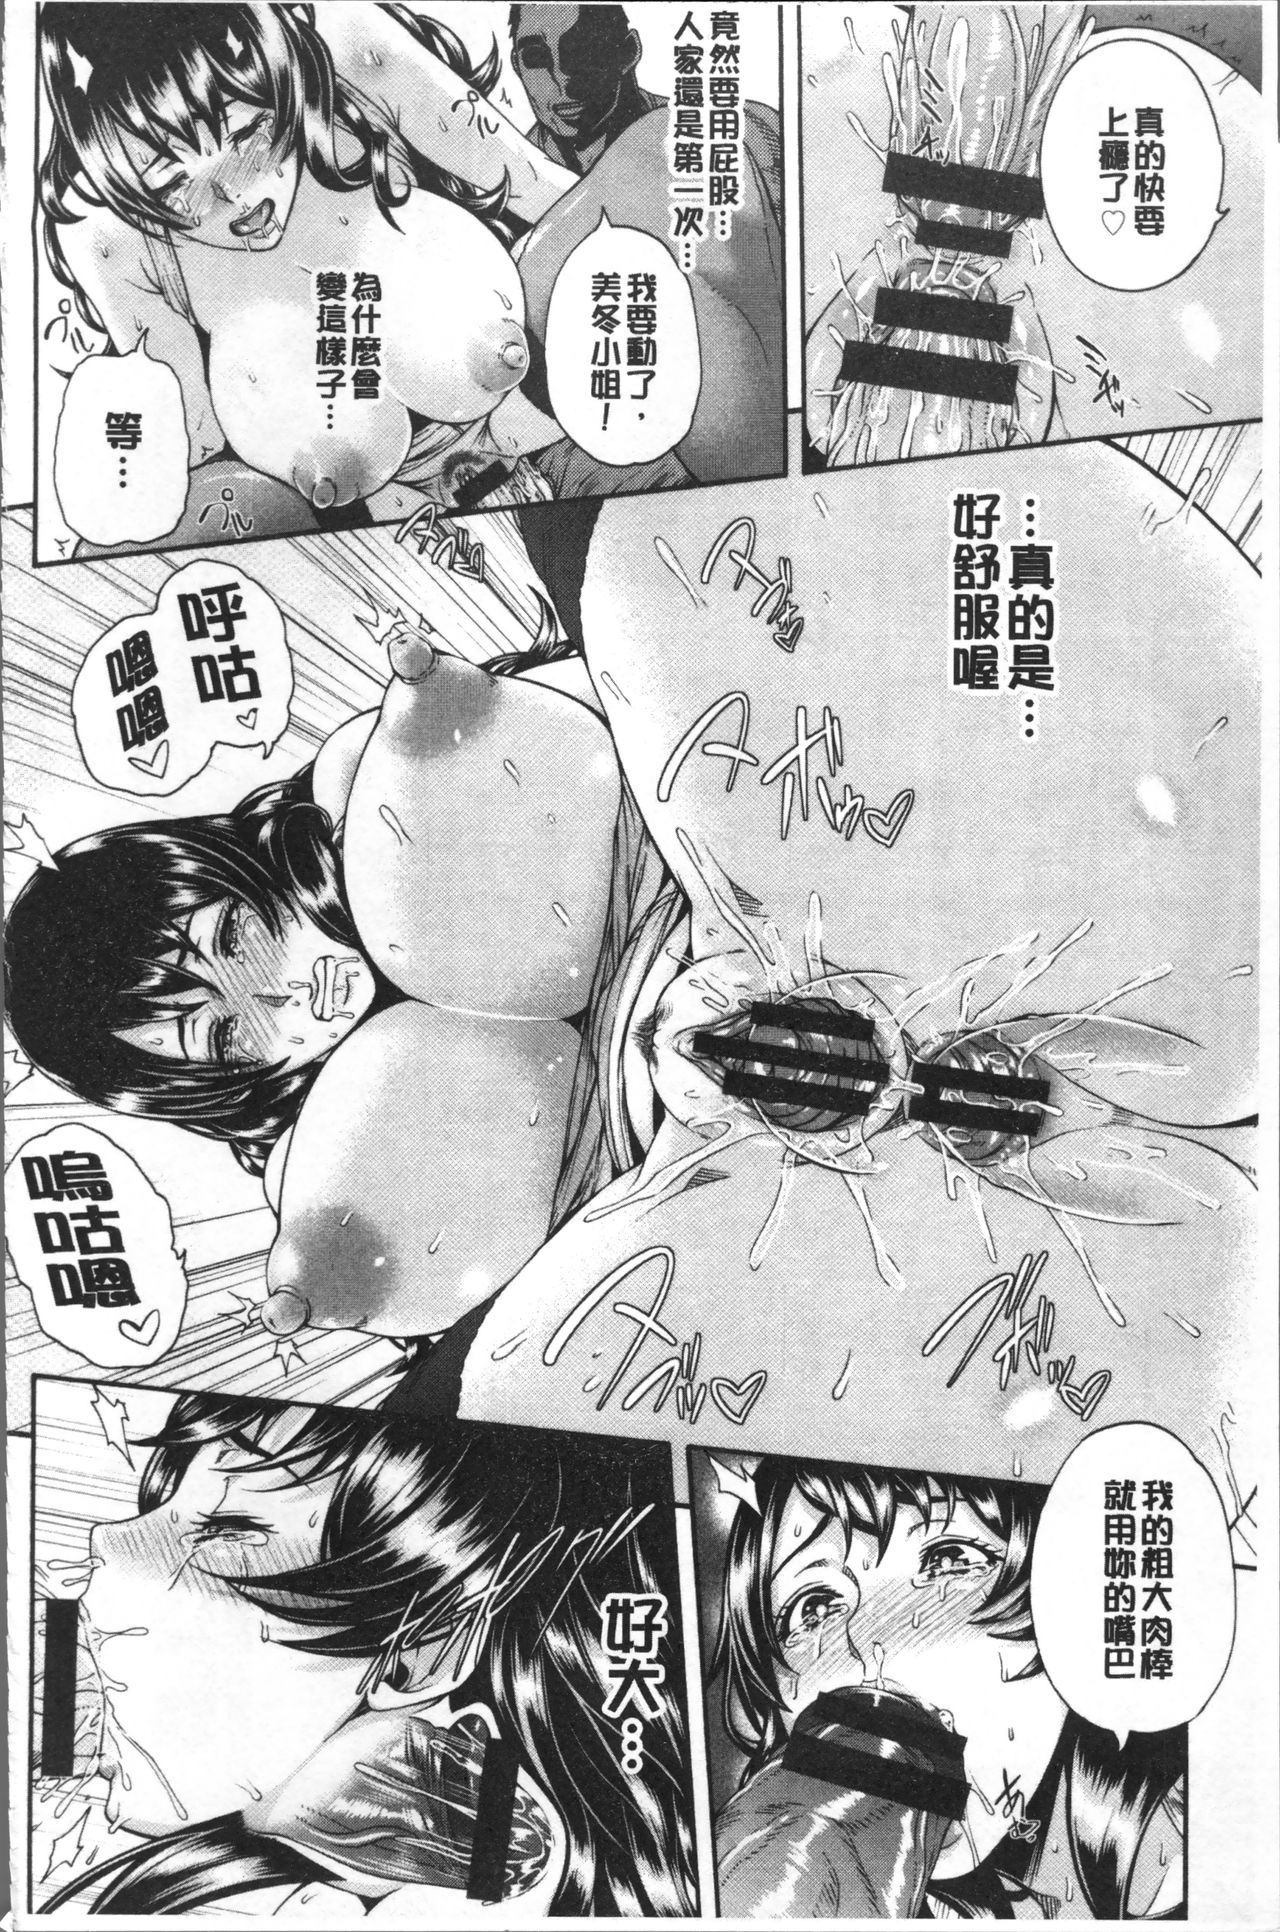 真的快要
上癮了♡
竟然要用屁股…
人家還是第一次…
我要動了，
美冬小姐！
為什麼會
變這樣子…
等…
…真的是…
好舒服喔
呼咕♡
嗯嗯♡
嗚咕嗯♡
我的粗大肉棒
就用妳的嘴巴
好大…